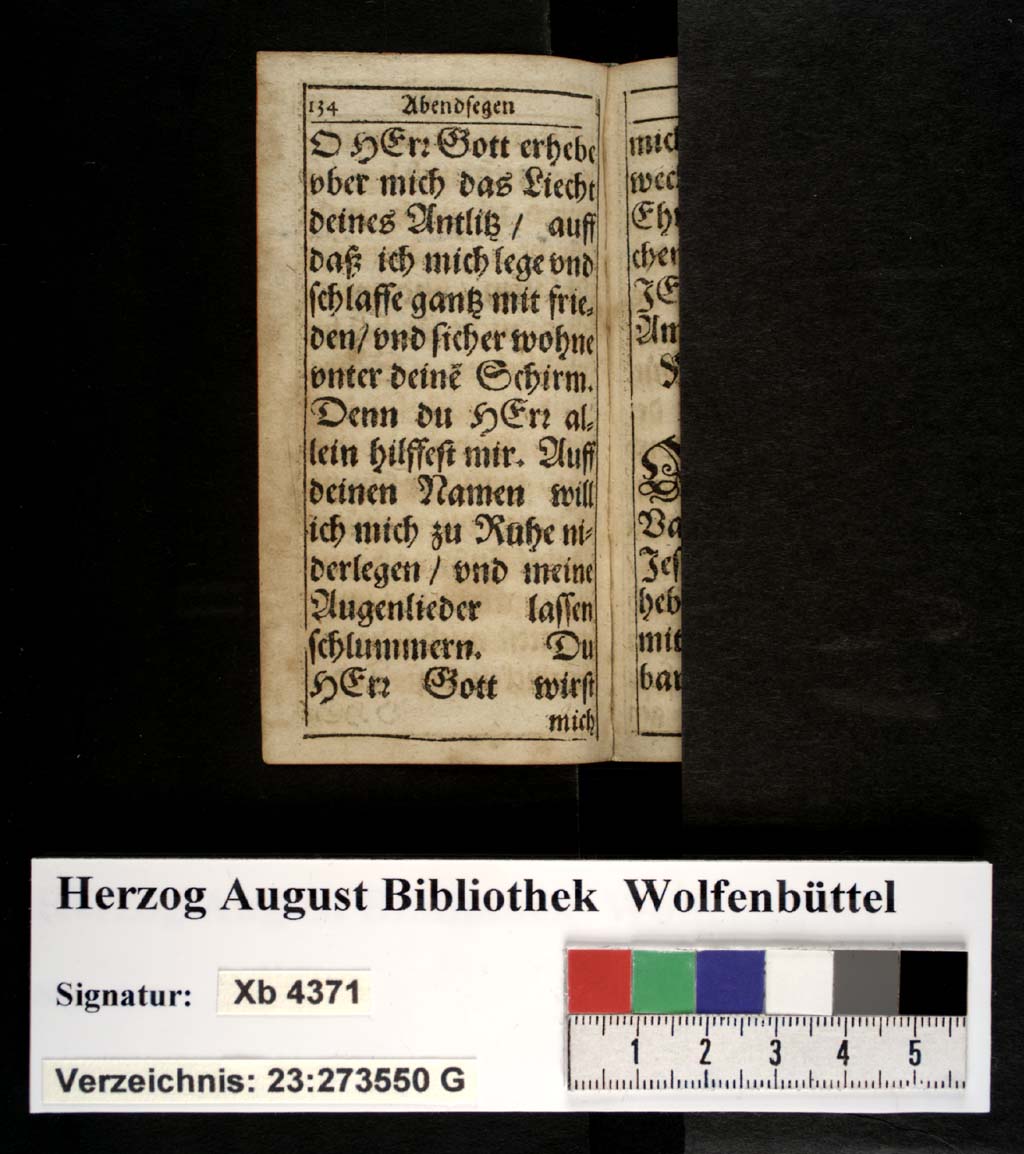 134 Abendsegen
O HErr Gott erhebe
vber mich das Liecht
deines Antlitz / auff
daß ich mich lege vnd
schlaffe gantz mit frie-
den/ vnd sicher wohne
vnter deinẽ Schirm.
Denn du HErr al-
lein hilffest mir. Auff
deinen Namen will
ich mich zu Ruhe ni-
derlegen / vnd meine
Augenlieder lassen
schlummern. Du
HErr Gott wirst
mich
mich
Herzog August Bibliothek Wolfenbüttel
Signatur: Xb 4371
Verzeichnis: 23:273550 G
1 2 3 4 5